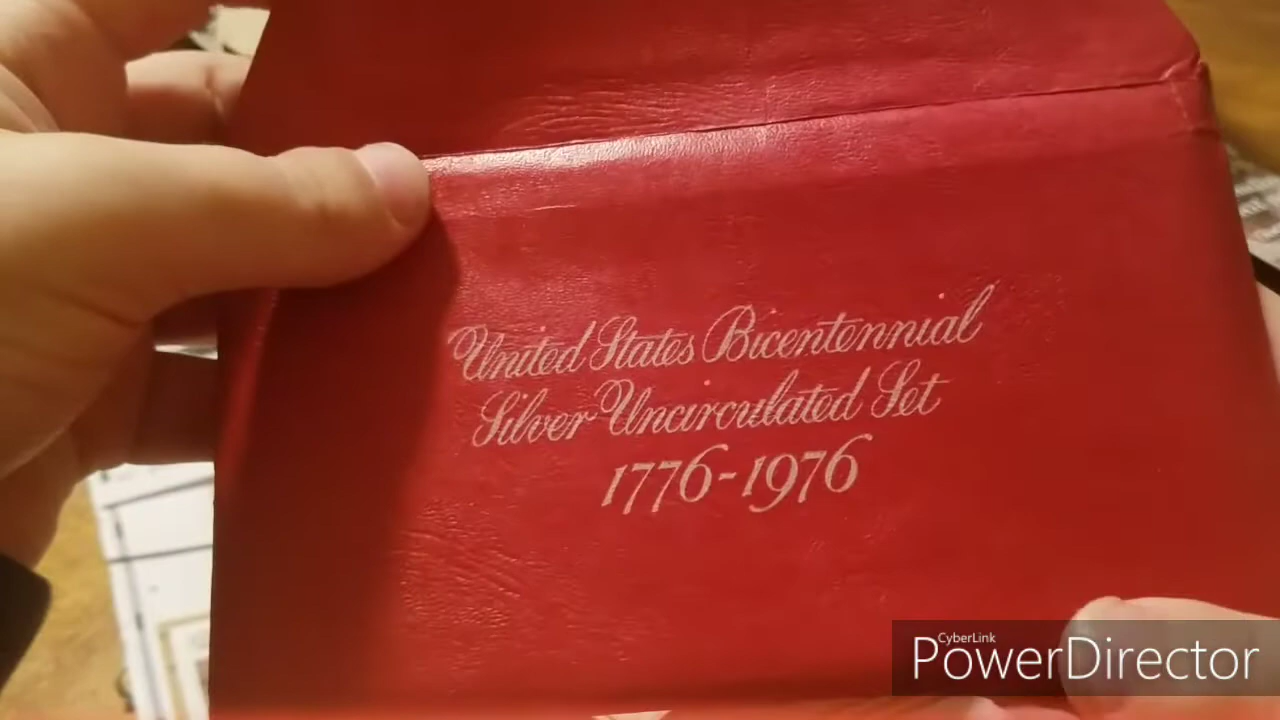 United States Bicentennial
Silver Uncirculated Set
1776-1976
CyberLink
PowerDirector